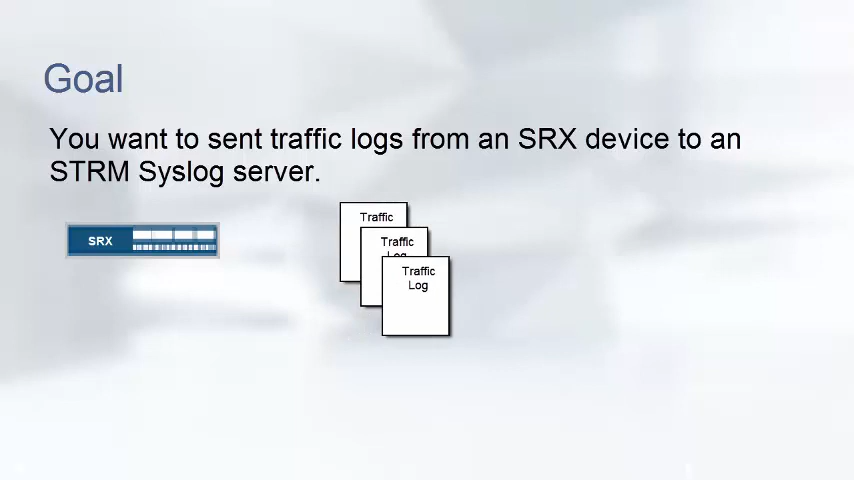 Goal
You want to sent traffic logs from an SRX device to an
STRM Syslog server.
SRX
Traffic
Traffic
Log
Traffic
Log